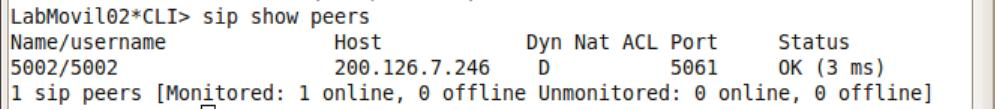 LabMovil02*CLI> sip show peers
Name/username              Host            Dyn Nat ACL Port     Status
5002/5002                  200.126.7.246    D          5061     OK (3 ms)
1 sip peers [Monitored: 1 online, 0 offline Unmonitored: 0 online, 0 offline]